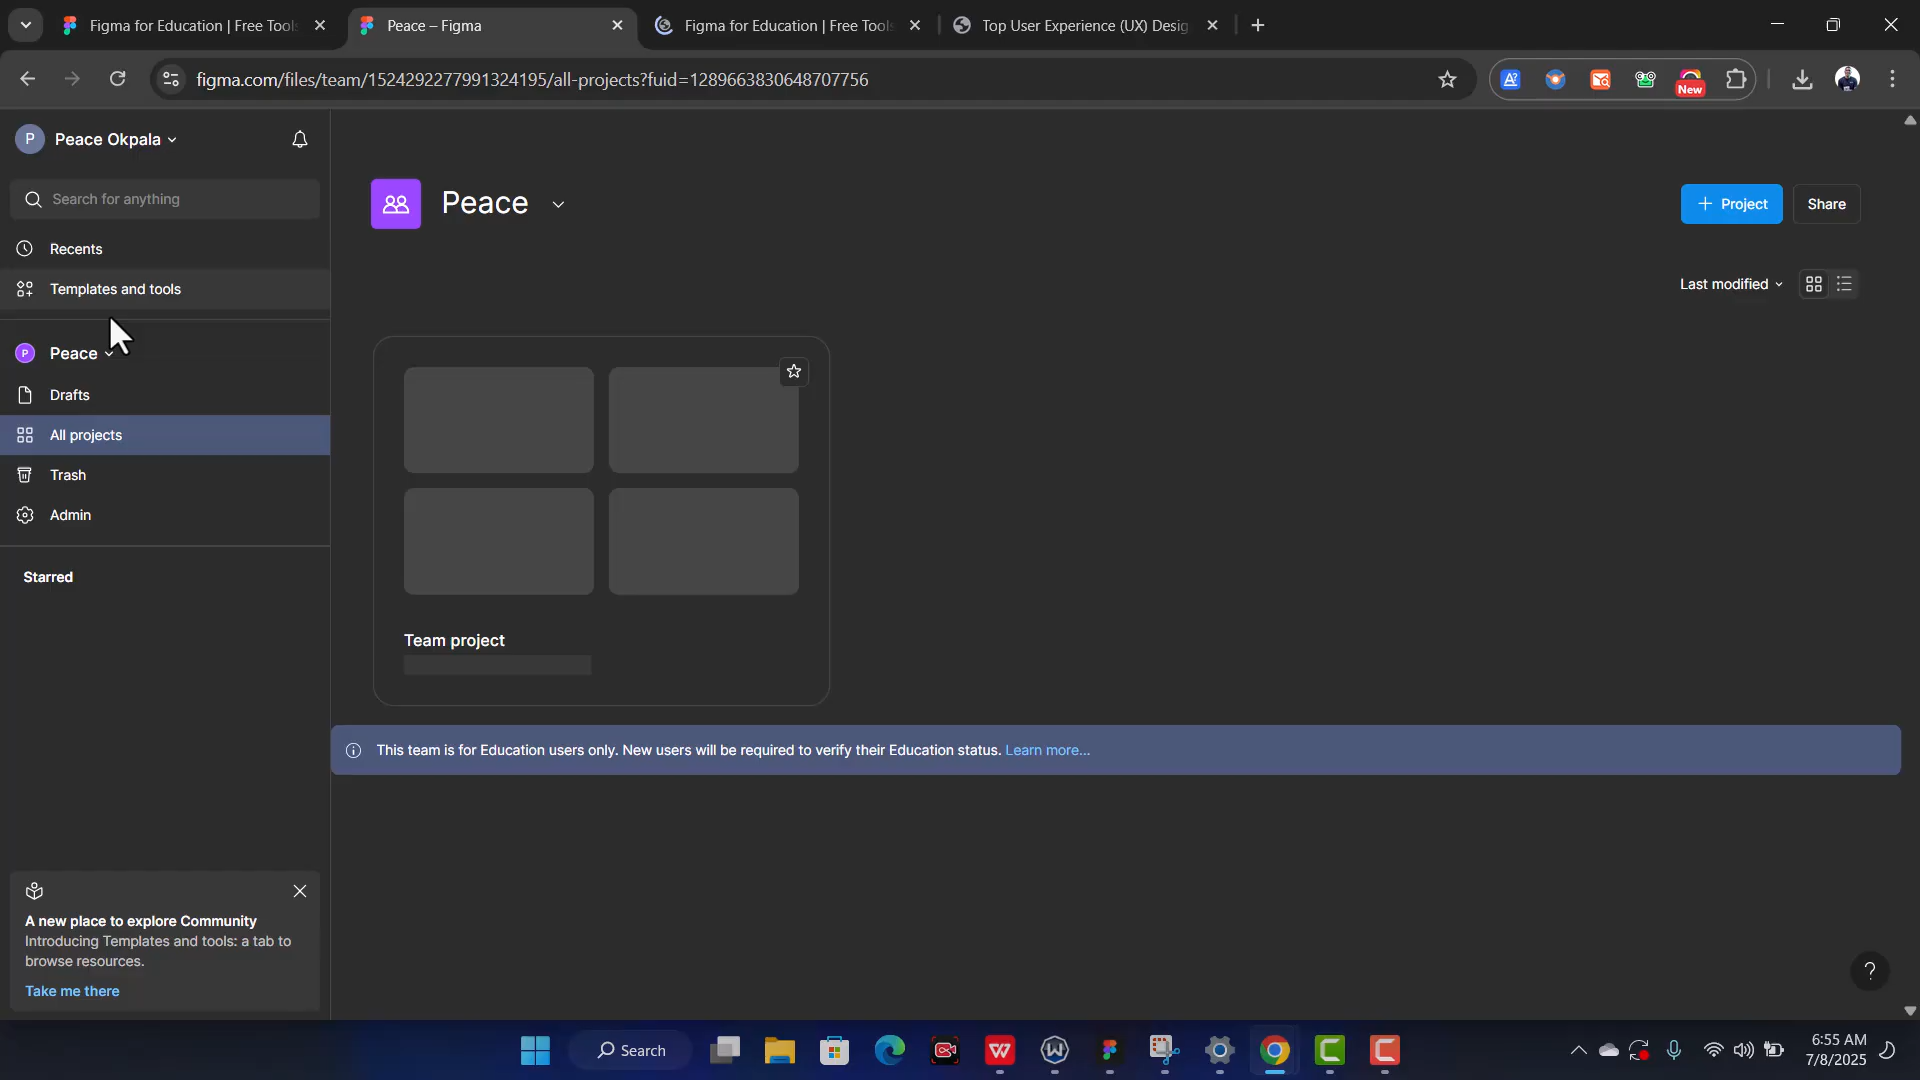 Figma for Education | Free Tools
Peace – Figma
Figma for Education | Free Tools
Top User Experience (UX) Desig
figma.com/files/team/1524292277991324195/all-projects?fuid=1289663830648707756
New
P
Peace Okpala
Search for anything
Recents
Templates and tools
P
Peace
Drafts
All projects
Trash
Admin
Starred
Peace
Project
Share
Last modified
Team project
This team is for Education users only. New users will be required to verify their Education status. Learn more...
A new place to explore Community
Introducing Templates and tools: a tab to
browse resources.
Take me there
?
Search
6:55 AM
7/8/2025